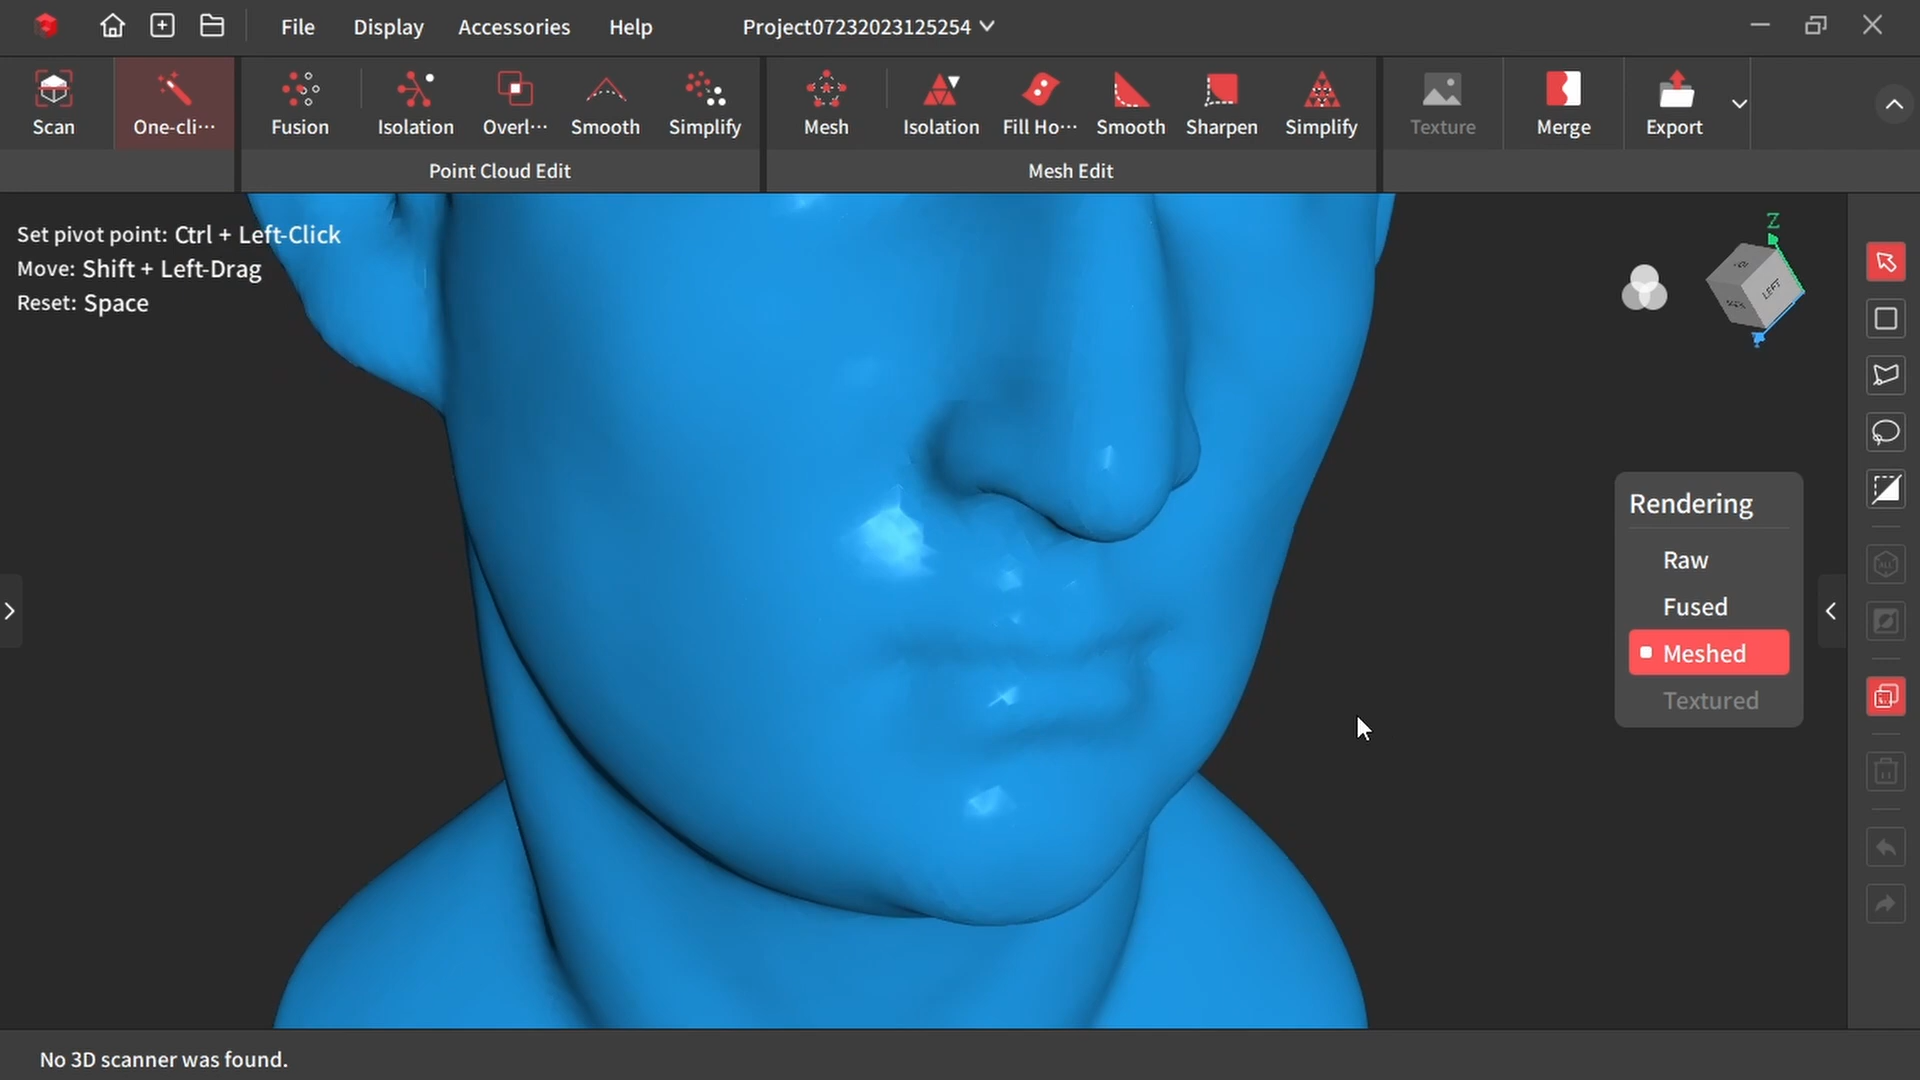 File Display Accessories Help Project07232023125254
Scan One-cli··· Fusion Isolation Overl··· Smooth Simplify Mesh Isolation Fill Ho··· Smooth Sharpen Simplify Texture Merge Export
Point Cloud Edit Mesh Edit
Set pivot point: Ctrl + Left-Click
Move: Shift + Left-Drag
Reset: Space
Z
LEFT
Rendering
Raw
Fused
Meshed
Textured
ALL
No 3D scanner was found.